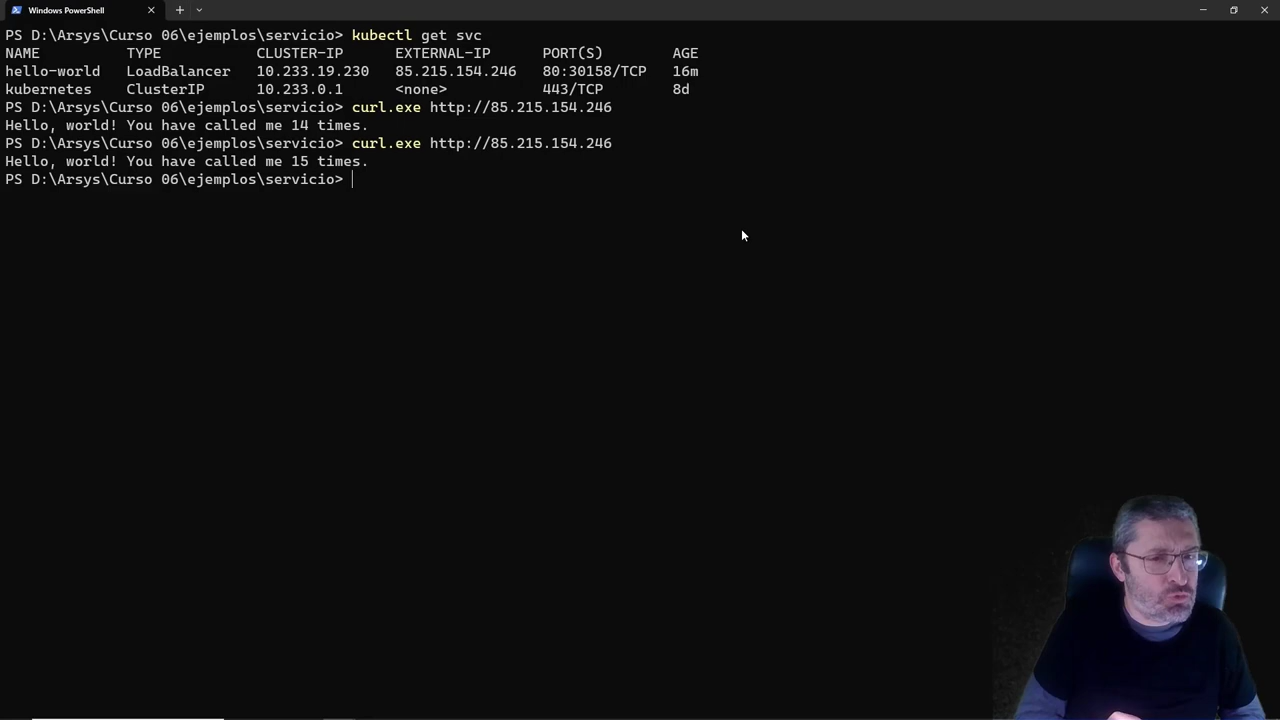 Windows PowerShell
PS D:\Arsys\Curso 06\ejemplos\servicio> kubectl get svc
NAME TYPE CLUSTER-IP EXTERNAL-IP PORT(S) AGE
hello-world LoadBalancer 10.233.19.230 85.215.154.246 80:30158/TCP 16m
kubernetes ClusterIP 10.233.0.1 <none> 443/TCP 8d
PS D:\Arsys\Curso 06\ejemplos\servicio> curl.exe http://85.215.154.246
Hello, world! You have called me 14 times.
PS D:\Arsys\Curso 06\ejemplos\servicio> curl.exe http://85.215.154.246
Hello, world! You have called me 15 times.
PS D:\Arsys\Curso 06\ejemplos\servicio>